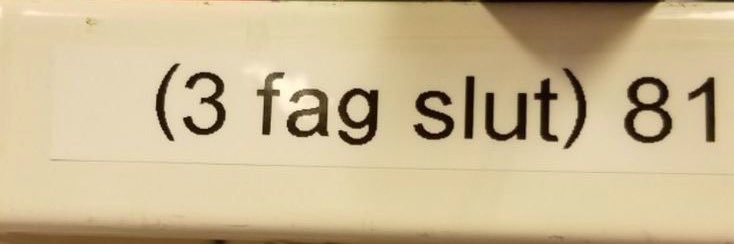 (3 fag slut) 81